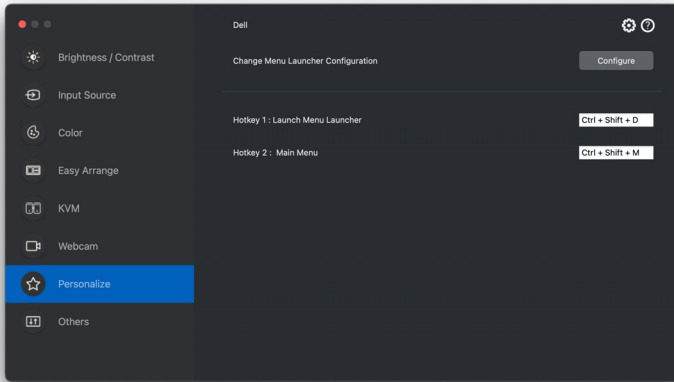 Dell
Brightness / Contrast
Input Source
Color
Easy Arrange
KVM
Webcam
Personalize
Others
Change Menu Launcher Configuration
Configure
Hotkey 1 : Launch Menu Launcher
Ctrl + Shift + D
Hotkey 2 : Main Menu
Ctrl + Shift + M